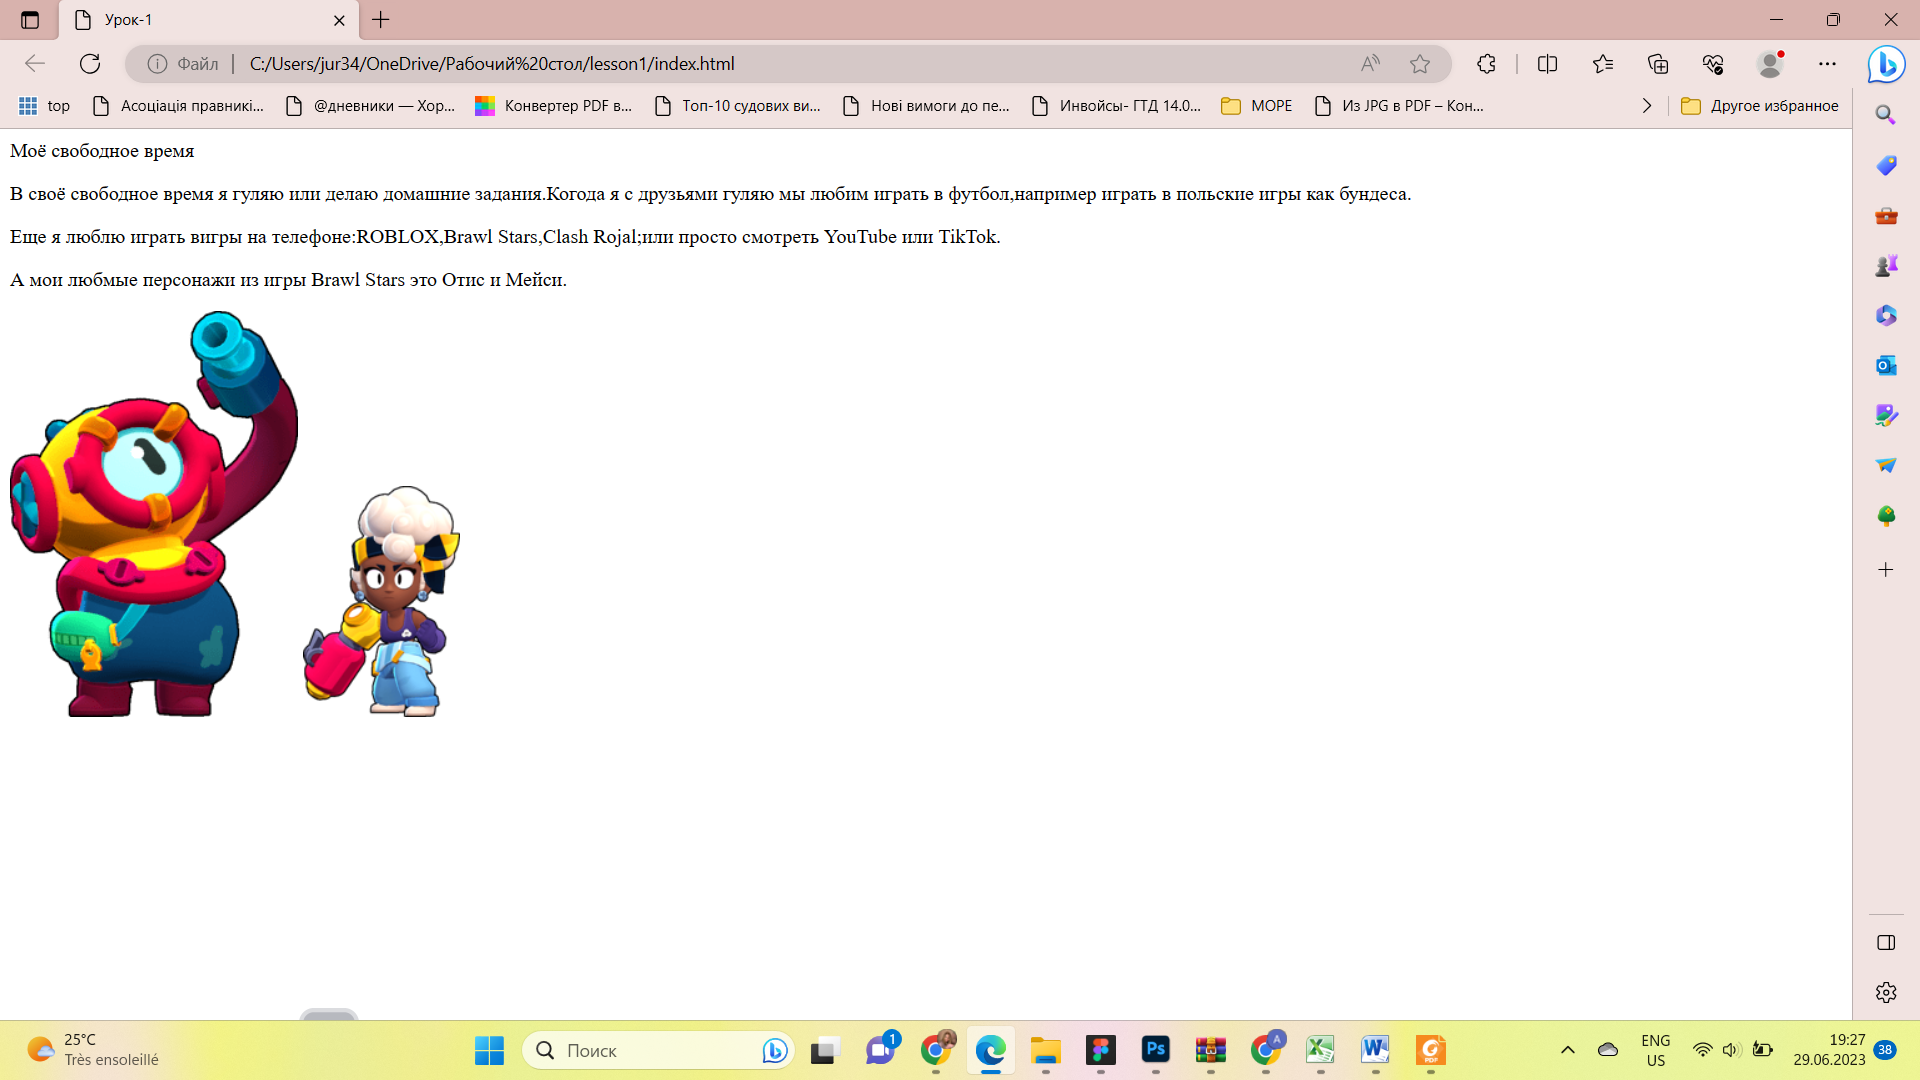 Урок-1
Файл
C:/Users/jur34/OneDrive/Рабочий%20стол/lesson1/index.html
top
Асоціація правникі...
@дневники — Хор...
Конвертер PDF в...
Топ-10 судових ви...
Нові вимоги до пе...
Инвойсы- ГТД 14.0...
МОРЕ
Из JPG в PDF – Кон...
Другое избранное
Моё свободное время
В своё свободное время я гуляю или делаю домашние задания.Когода я с друзьями гуляю мы любим играть в футбол,например играть в польские игры как бундеса.
Еще я люблю играть вигры на телефоне:ROBLOX,Brawl Stars,Clash Rojal;или просто смотреть YouTube или TikTok.
А мои любмые персонажи из игры Brawl Stars это Отис и Мейси.
25°C
Très ensoleillé
Поиск
1
A
Ps
PDF
ENG
US
19:27
29.06.2023
38